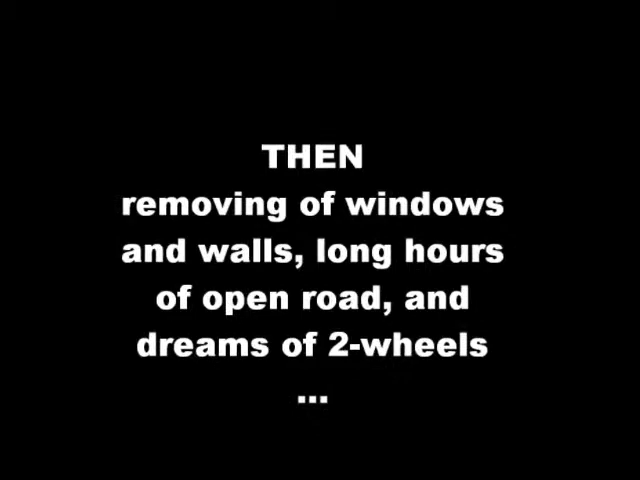 THEN
removing of windows
and walls, long hours
of open road, and
dreams of 2-wheels
...